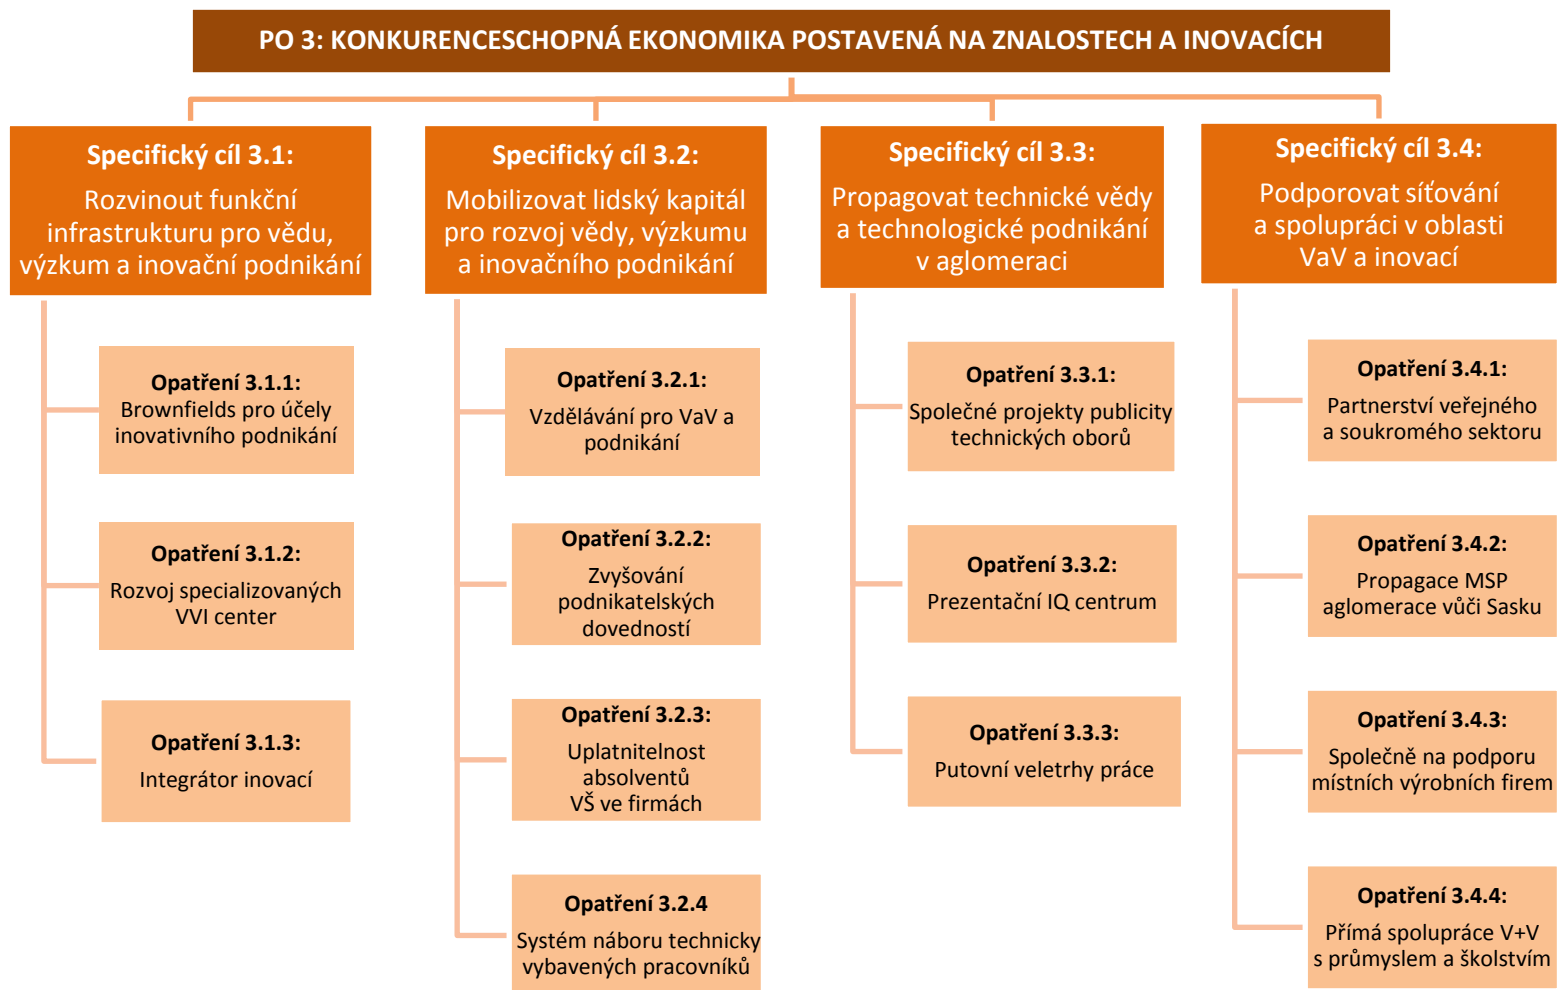 PO 3: KONKURENCESCHOPNÁ EKONOMIKA POSTAVENÁ NA ZNALOSTECH A INOVACÍCH
Specifický cíl 3.1:
Rozvinout funkční
infrastrukturu pro vědu,
výzkum a inovační podnikání
Opatření 3.1.1:
Brownfields pro účely
inovativního podnikání
Opatření 3.1.2:
Rozvoj specializovaných
VVI center
Opatření 3.1.3:
Integrátor inovací
Specifický cíl 3.2:
Mobilizovat lidský kapitál
pro rozvoj vědy, výzkumu
a inovačního podnikání
Opatření 3.2.1:
Vzdělávání pro VaV a
podnikání
Opatření 3.2.2:
Zvyšování
podnikatelských
dovedností
Opatření 3.2.3:
Uplatnitelnost
absolventů
VŠ ve firmách
Opatření 3.2.4
Systém náboru technicky
vybavených pracovníků
Specifický cíl 3.3:
Propagovat technické vědy
a technologické podnikání
v aglomeraci
Opatření 3.3.1:
Společné projekty publicity
technických oborů
Opatření 3.3.2:
Prezentační IQ centrum
Opatření 3.3.3:
Putovní veletrhy práce
Specifický cíl 3.4:
Podporovat síťování
a spolupráci v oblasti
VaV a inovací
Opatření 3.4.1:
Partnerství veřejného
a soukromého sektoru
Opatření 3.4.2:
Propagace MSP
aglomerace vůči Sasku
Opatření 3.4.3:
Společně na podporu
místních výrobních firem
Opatření 3.4.4:
Přímá spolupráce V+V
s průmyslem a školstvím